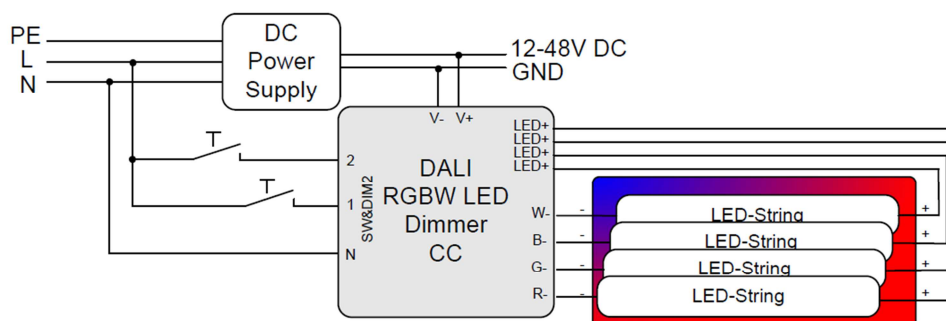 PE
L
N
DC
Power
Supply
12-48V DC
GND
V- V+
LED+
LED+
LED+
LED+
2
1
N
SW&DIM2
DALI
RGBW LED
Dimmer
CC
W-
B-
G-
R-
- LED-String +
- LED-String +
- LED-String +
- LED-String +